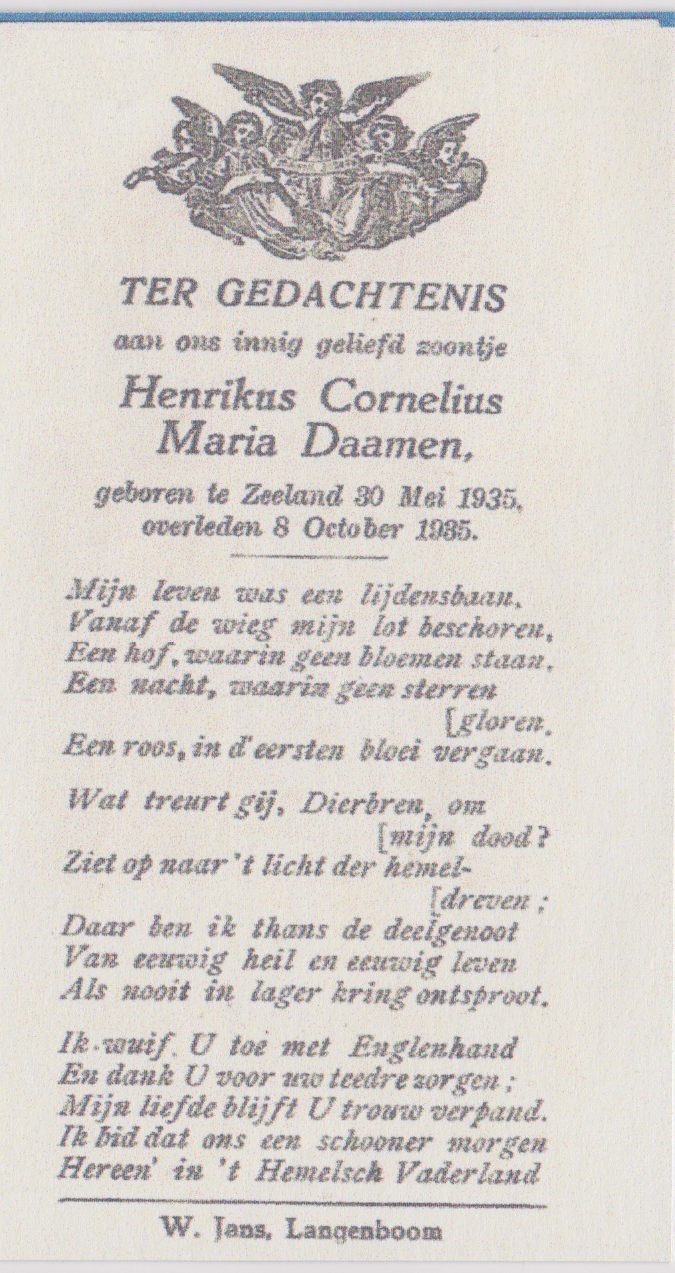 TER GEDACHTENIS
aan ons innig geliefd zoontje
Henrikus Cornelius
Maria Daamen,
geboren te Zeeland 30 Mei 1935,
overleden 8 October 1935.
Mijn leven was een lijdensbaan,
Vanaf de wieg mijn lot beschoren,
Een hof, waarin geen bloemen staan,
Een nacht, waarin geen sterren
[gloren,
Een roos, in d'eersten bloei vergaan.
Wat treurt gij, Dierbren, om
[mijn dood?
Ziet op naar 't licht der hemel-
[dreven;
Daar ben ik thans de deelgenoot
Van eeuwig heil en eeuwig leven
Als nooit in lager kring ontsproot.
Ik wuif U toe met Englenhand
En dank U voor uw teedre zorgen;
Mijn liefde blijft U trouw verpand.
Ik bid dat ons een schooner morgen
Hereen' in 't Hemelsch Vaderland
W. Jans, Langenboom